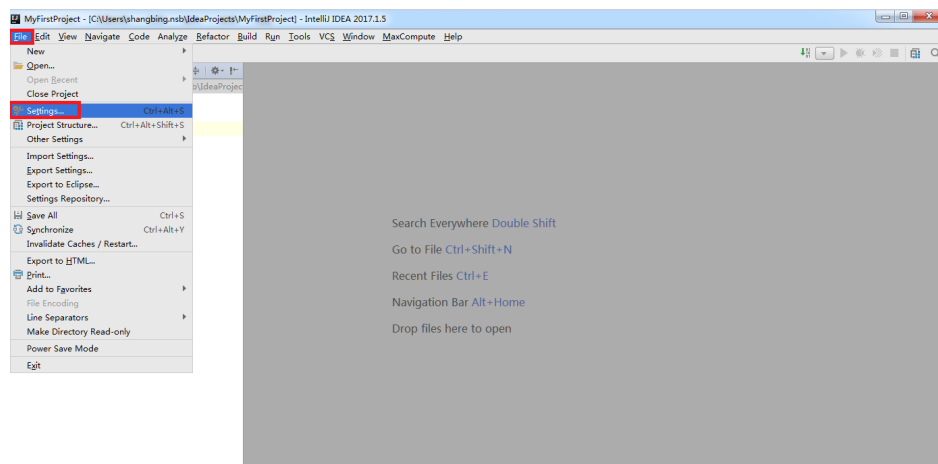 MyFirstProject - [C:\Users\shangbing.nsb\IdeaProjects\MyFirstProject] - IntelliJ IDEA 2017.1.5
File Edit View Navigate Code Analyze Refactor Build Run Tools VCS Window MaxCompute Help
New
Open...
Open Recent
b\IdeaProjec
Close Project
Settings... Ctrl+Alt+S
Project Structure... Ctrl+Alt+Shift+S
Other Settings
Import Settings...
Export Settings...
Export to Eclipse...
Settings Repository...
Save All Ctrl+S
Synchronize Ctrl+Alt+Y
Invalidate Caches / Restart...
Export to HTML...
Print...
Add to Favorites
File Encoding
Line Separators
Make Directory Read-only
Power Save Mode
Exit
Search Everywhere Double Shift
Go to File Ctrl+Shift+N
Recent Files Ctrl+E
Navigation Bar Alt+Home
Drop files here to open